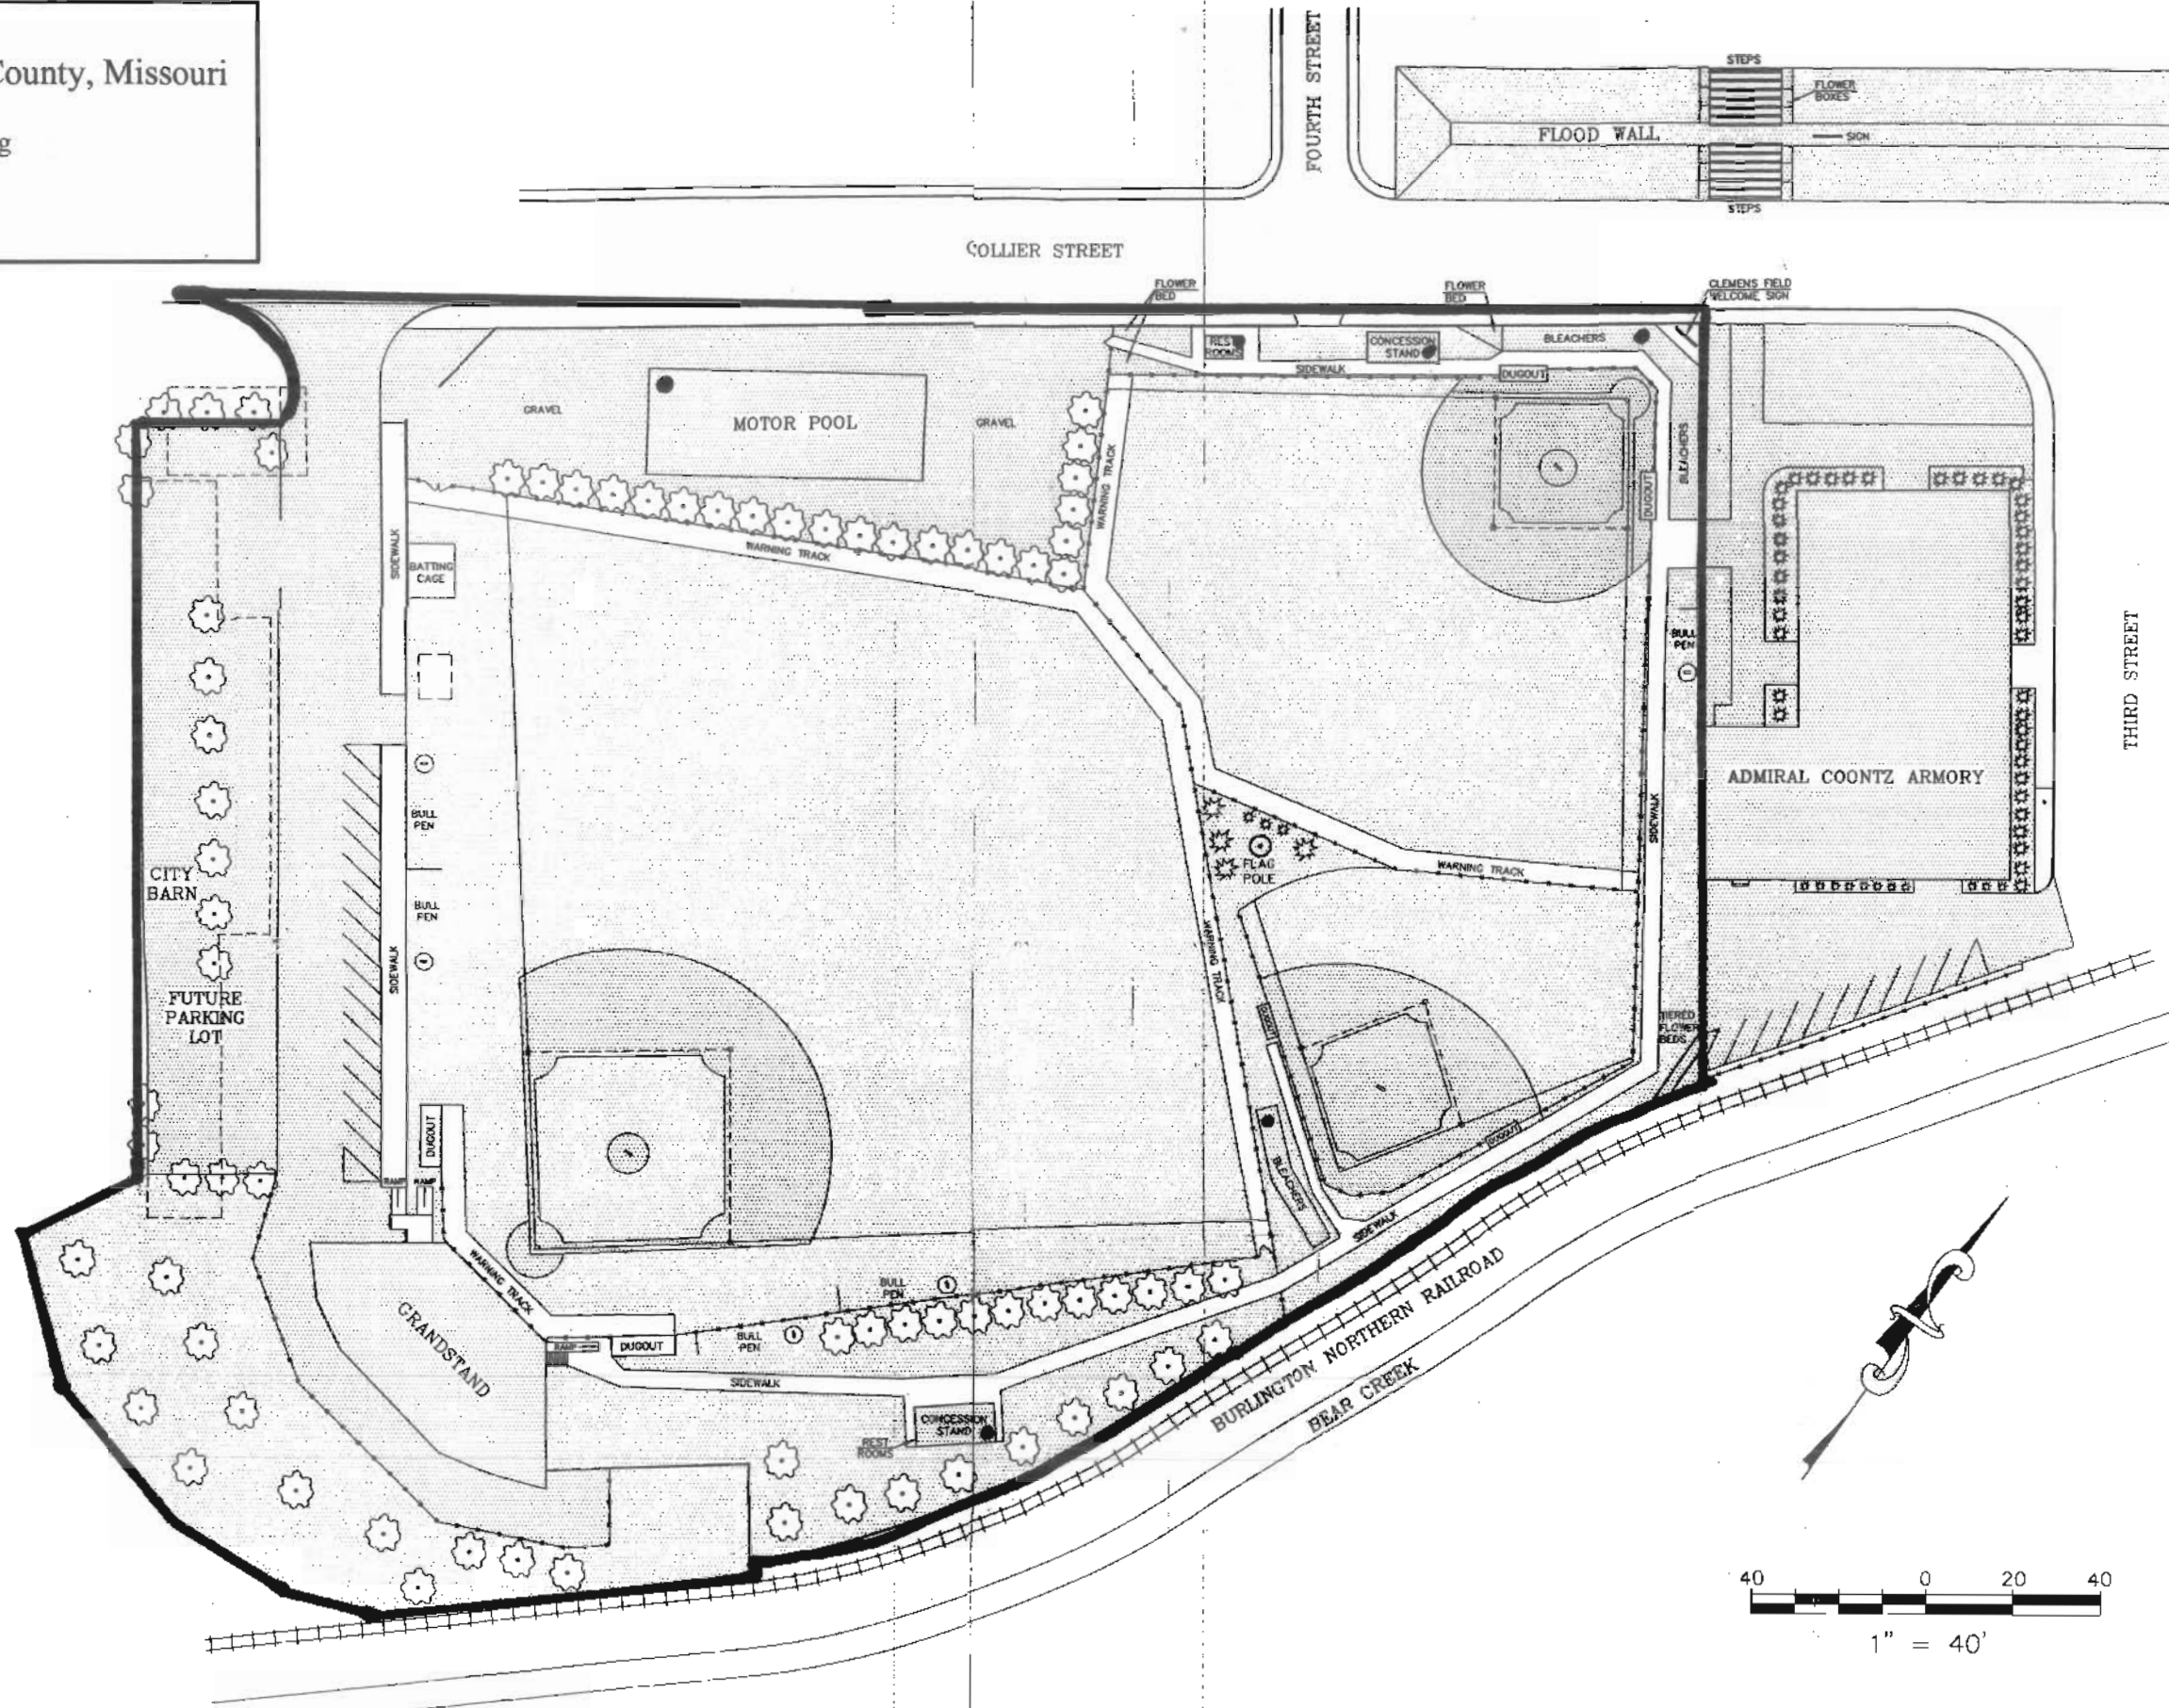 County, Missouri
g
FOURTH STREET
STEPS
FLOWER
BOXES
FLOOD WALL
SIGN
STEPS
COLLIER STREET
FLOWER
BED
FLOWER
BED
CLEMENS FIELD
WELCOME SIGN
REST
ROOMS
CONCESSION
STAND
BLEACHERS
SIDEWALK
DUGOUT
GRAVEL
MOTOR POOL
GRAVEL
WARNING TRACK
BLEACHERS
DUGOUT
SIDEWALK
BATTING
CAGE
WARNING TRACK
BULL
PEN
THIRD STREET
ADMIRAL COONTZ ARMORY
BULL
PEN
SIDEWALK
FLAG
POLE
WARNING TRACK
CITY
BARN
BULL
PEN
SIDEWALK
WARNING TRACK
FUTURE
PARKING
LOT
DUGOUT
TIERED
FLOWER
BEDS
DUGOUT
DUGOUT
RAMP
RAMP
BLEACHERS
SIDEWALK
WARNING TRACK
BULL
PEN
GRANDSTAND
RAMP
DUGOUT
BULL
PEN
SIDEWALK
CONCESSION
STAND
REST
ROOMS
BURLINGTON NORTHERN RAILROAD
BEAR CREEK
40 0 20 40
1" = 40'